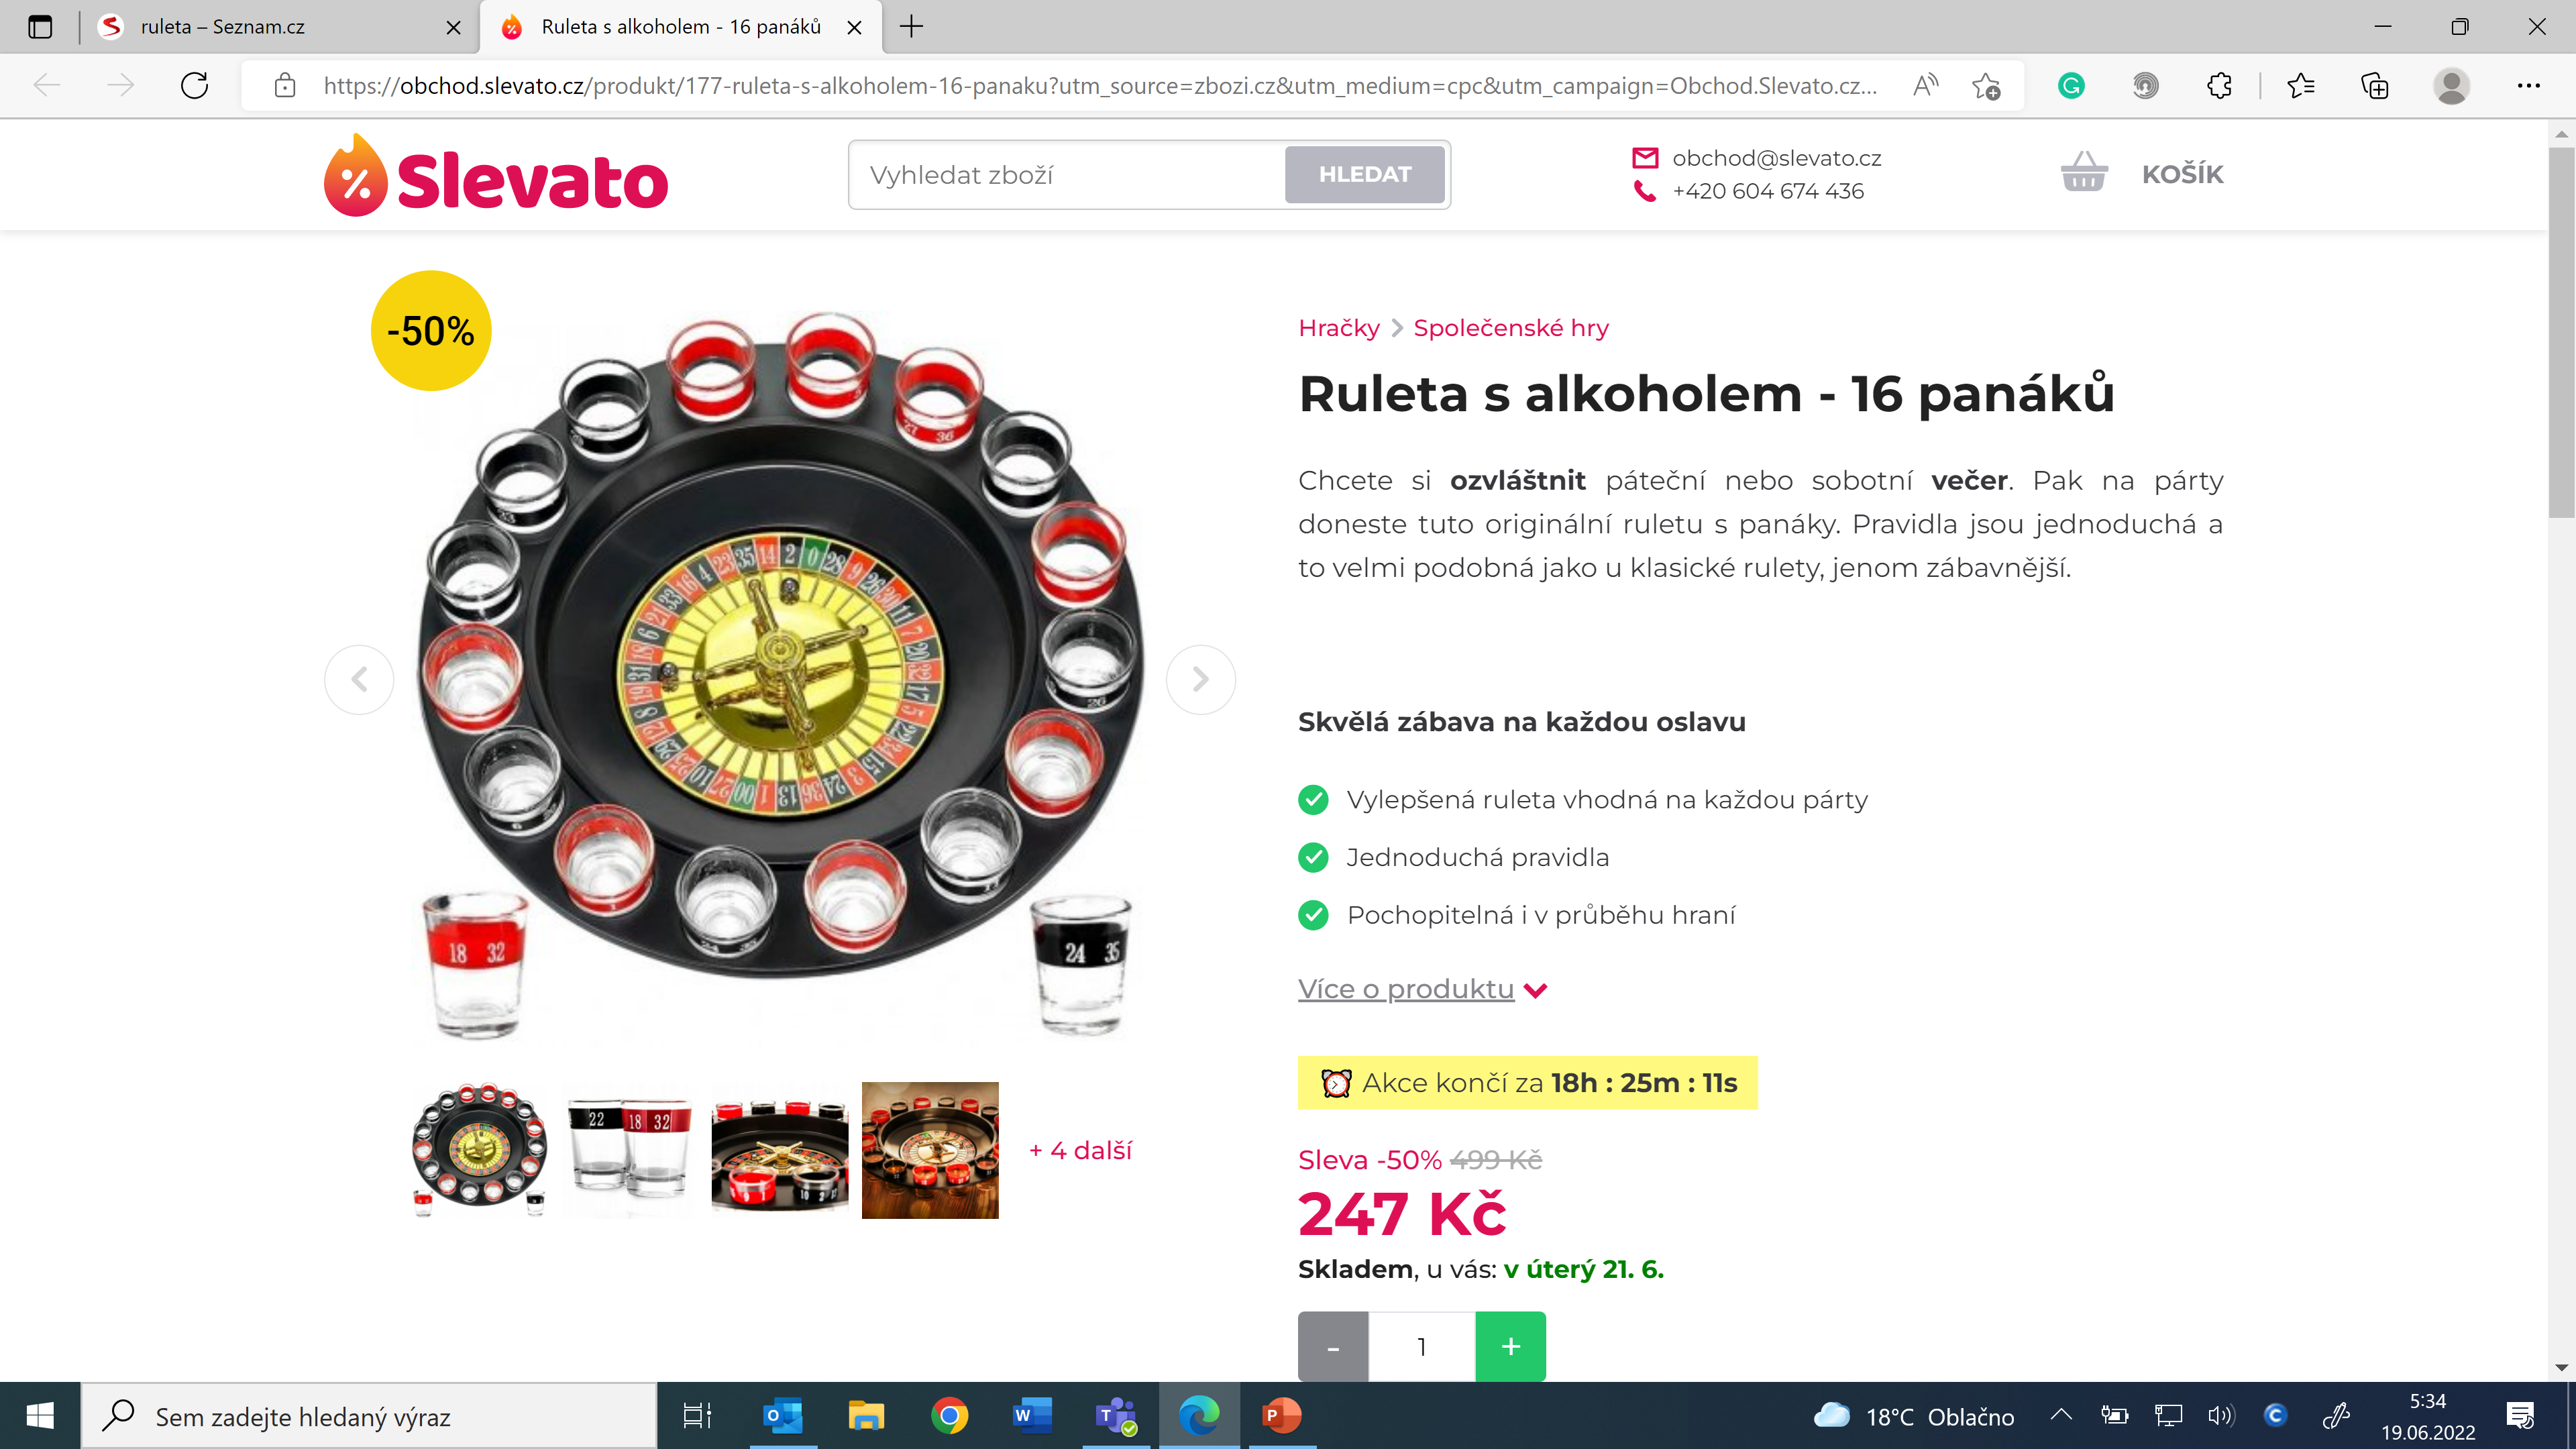 ruleta – Seznam.cz
Ruleta s alkoholem - 16 panáků
https://obchod.slevato.cz/produkt/177-ruleta-s-alkoholem-16-panaku?utm_source=zbozi.cz&utm_medium=cpc&utm_campaign=Obchod.Slevato.cz...
Slevato
Vyhledat zboží
HLEDAT
obchod@slevato.cz
+420 604 674 436
KOŠÍK
-50%
18 32
24 35
22
18 32
+ 4 další
Hračky > Společenské hry
Ruleta s alkoholem - 16 panáků
Chcete si ozvláštnit páteční nebo sobotní večer. Pak na párty
doneste tuto originální ruletu s panáky. Pravidla jsou jednoduchá a
to velmi podobná jako u klasické rulety, jenom zábavnější.
Skvělá zábava na každou oslavu
Vylepšená ruleta vhodná na každou párty
Jednoduchá pravidla
Pochopitelná i v průběhu hraní
Více o produktu
Akce končí za 18h : 25m : 11s
Sleva -50% 499 Kč
247 Kč
Skladem, u vás: v úterý 21. 6.
- 1 +
Sem zadejte hledaný výraz
18°C Oblačno
5:34
19.06.2022